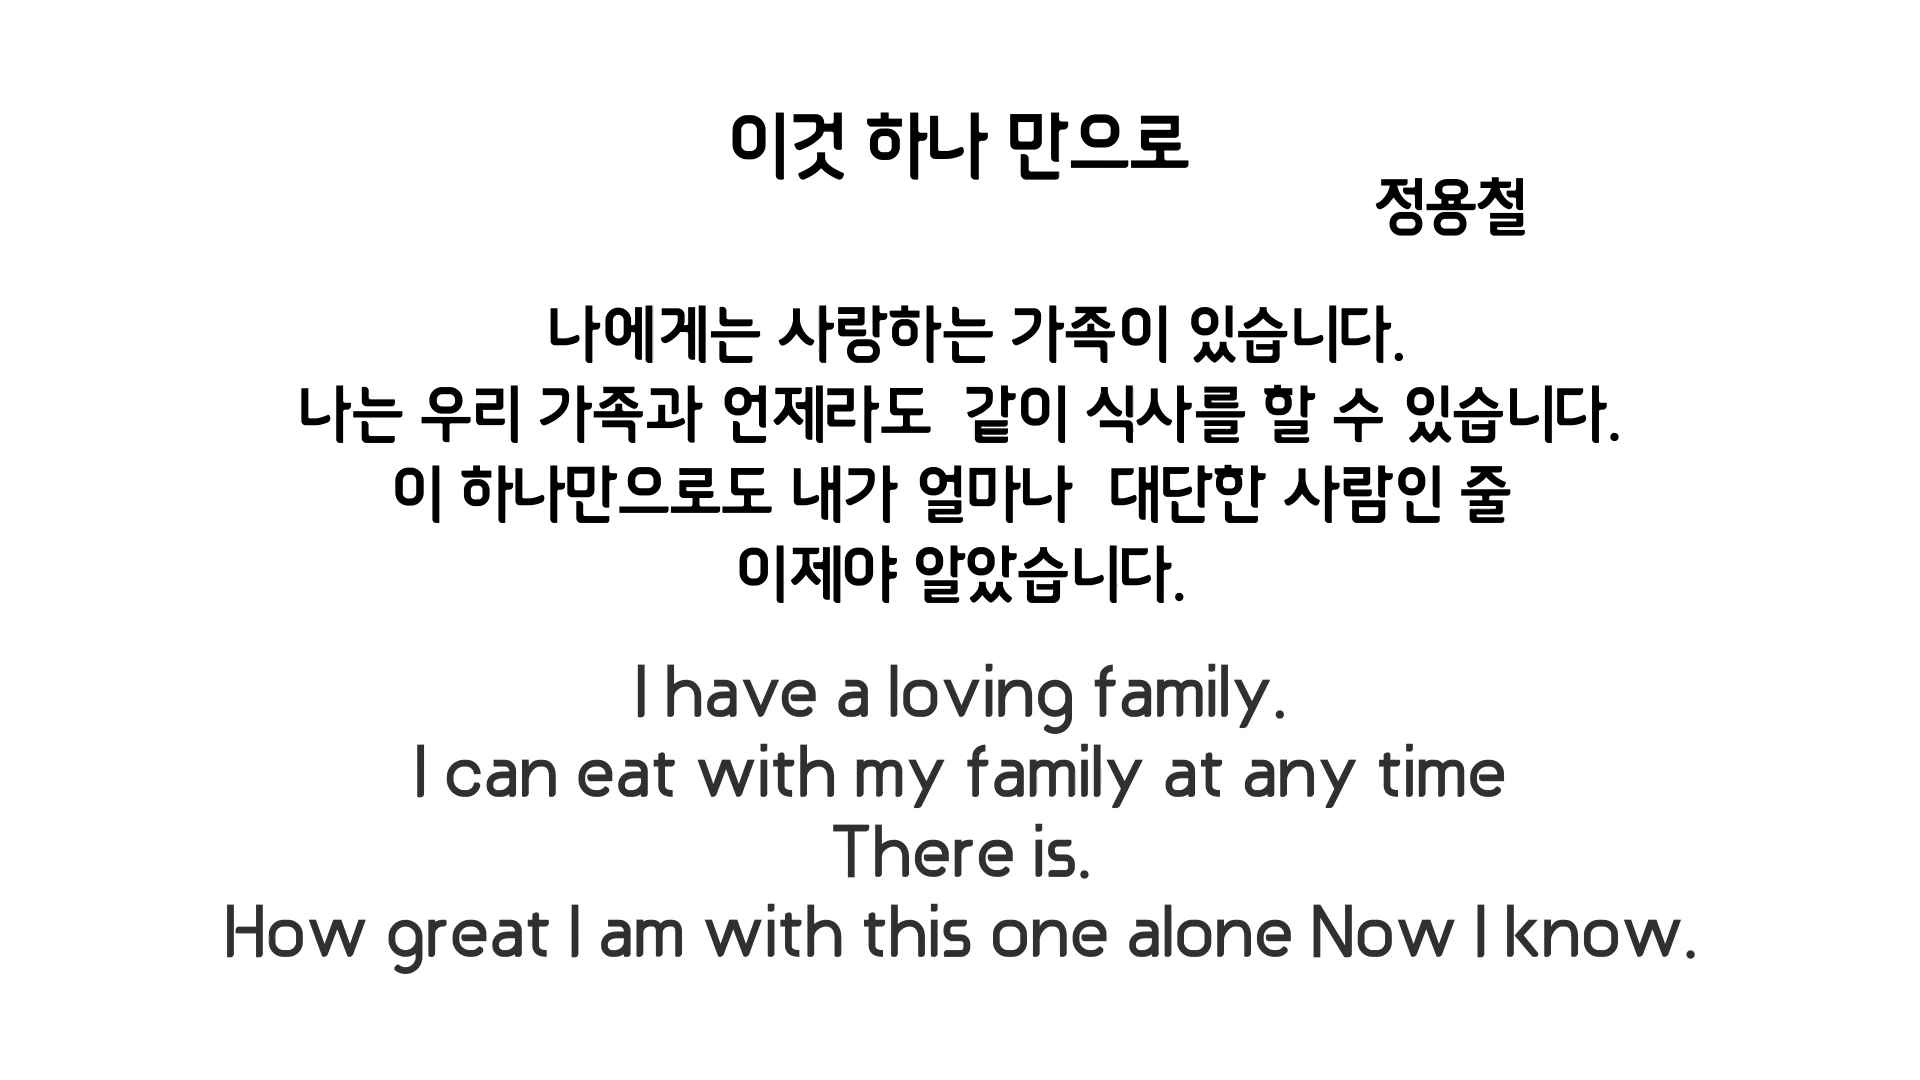 이것 하나 만으로
정용철
나에게는 사랑하는 가족이 있습니다.
나는 우리 가족과 언제라도 같이 식사를 할 수 있습니다.
이 하나만으로도 내가 얼마나 대단한 사람인 줄
이제야 알았습니다.
I have a loving family.
I can eat with my family at any time
There is.
How great I am with this one alone Now I know.